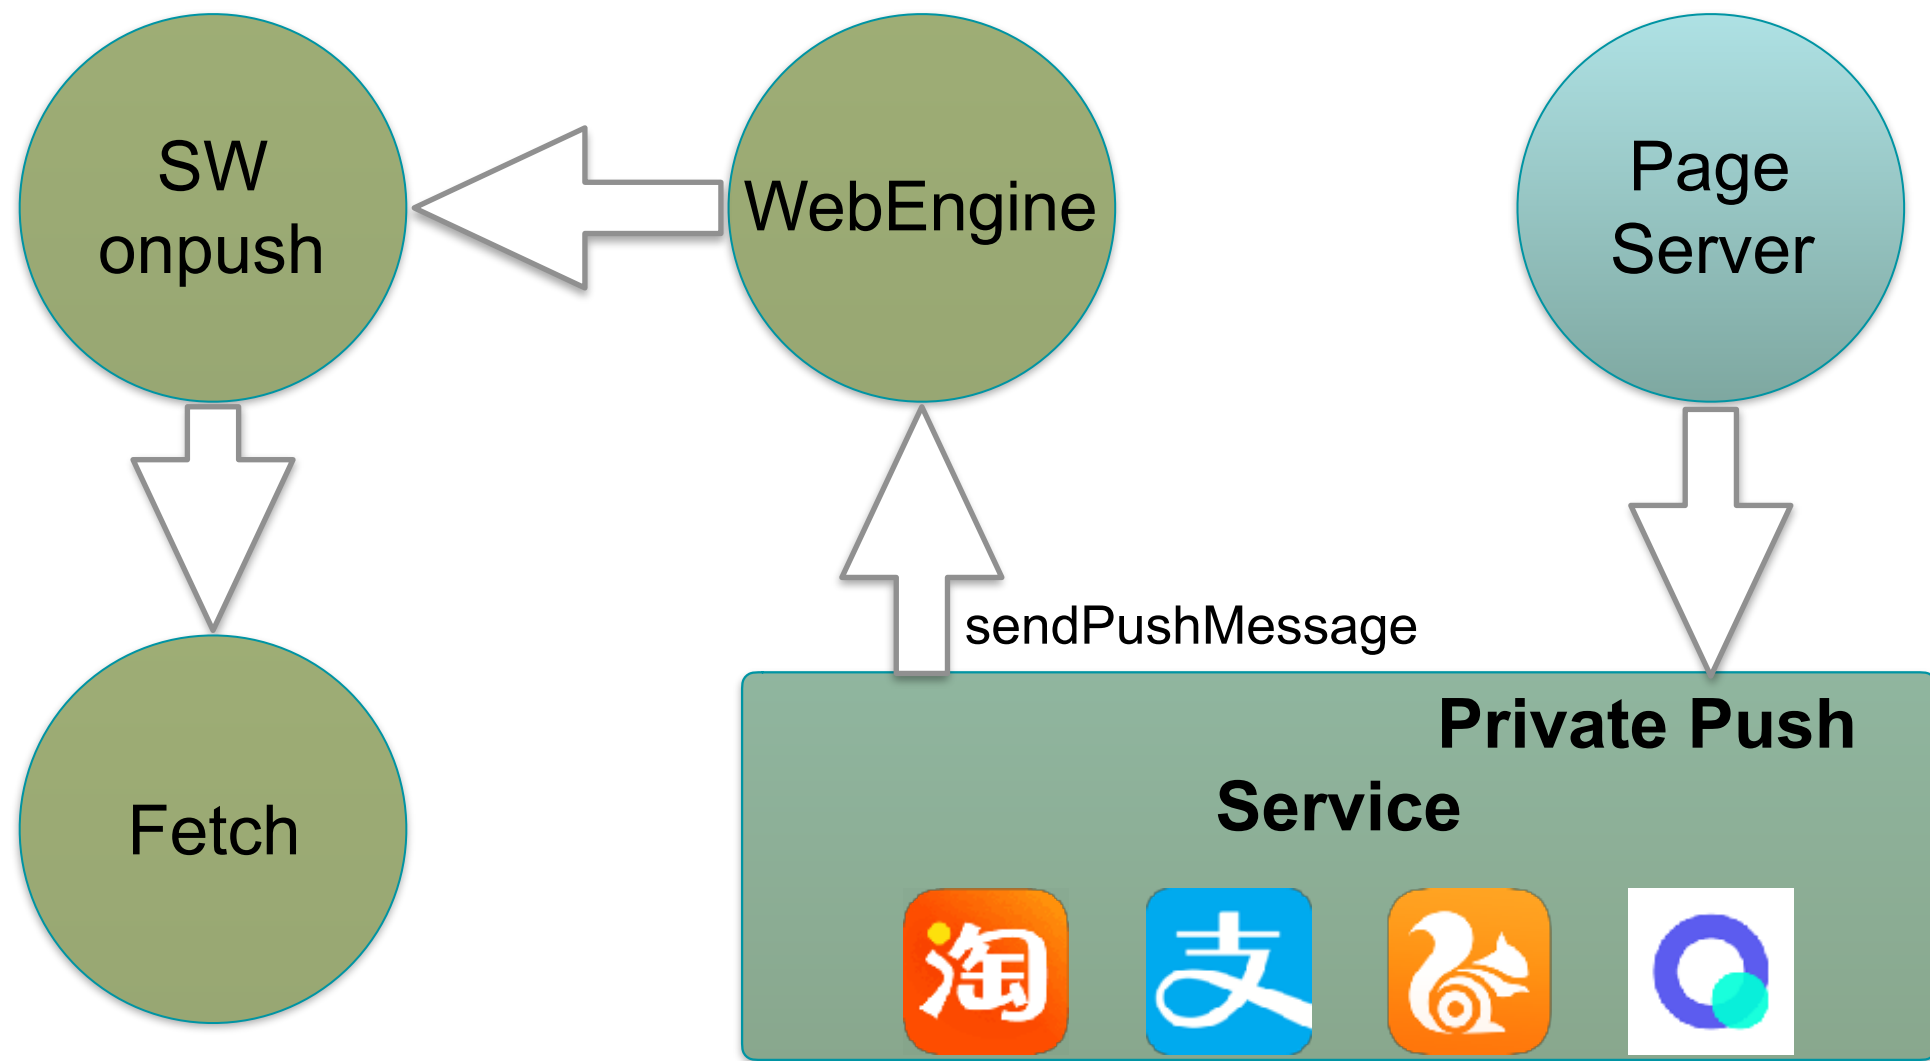 SW
onpush
WebEngine
Page
Server
sendPushMessage
Private Push
Service
Fetch
淘
支